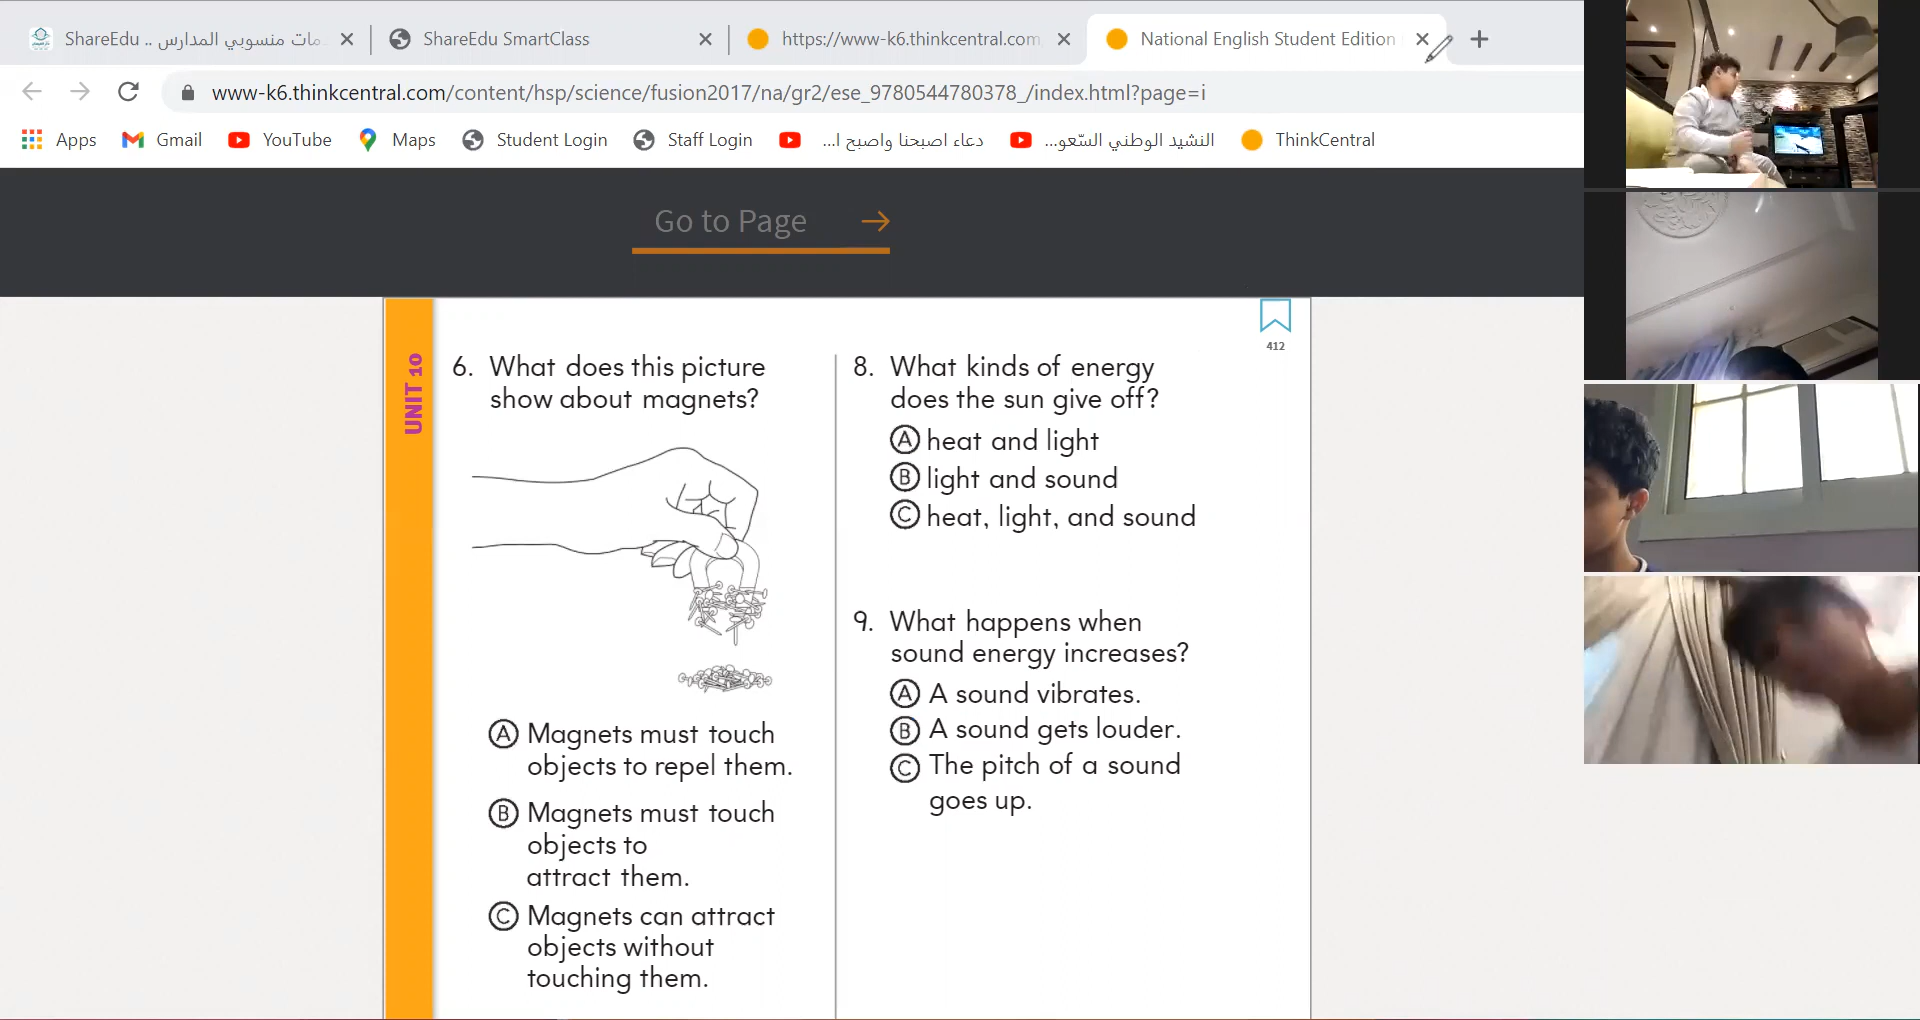 ShareEdu .. مات منسوبي المدارس
ShareEdu SmartClass
https://www-k6.thinkcentral.com
National English Student Edition
www-k6.thinkcentral.com/content/hsp/science/fusion2017/na/gr2/ese_9780544780378_/index.html?page=i
Apps
Gmail
YouTube
Maps
Student Login
Staff Login
دعاء اصبحنا واصبح ا...
النشيد الوطني السّعو...
ThinkCentral
Go to Page
412
UNIT 10
6. What does this picture
show about magnets?
A Magnets must touch
objects to repel them.
B Magnets must touch
objects to
attract them.
C Magnets can attract
objects without
touching them.
8. What kinds of energy
does the sun give off?
A heat and light
B light and sound
C heat, light, and sound
9. What happens when
sound energy increases?
A A sound vibrates.
B A sound gets louder.
C The pitch of a sound
goes up.